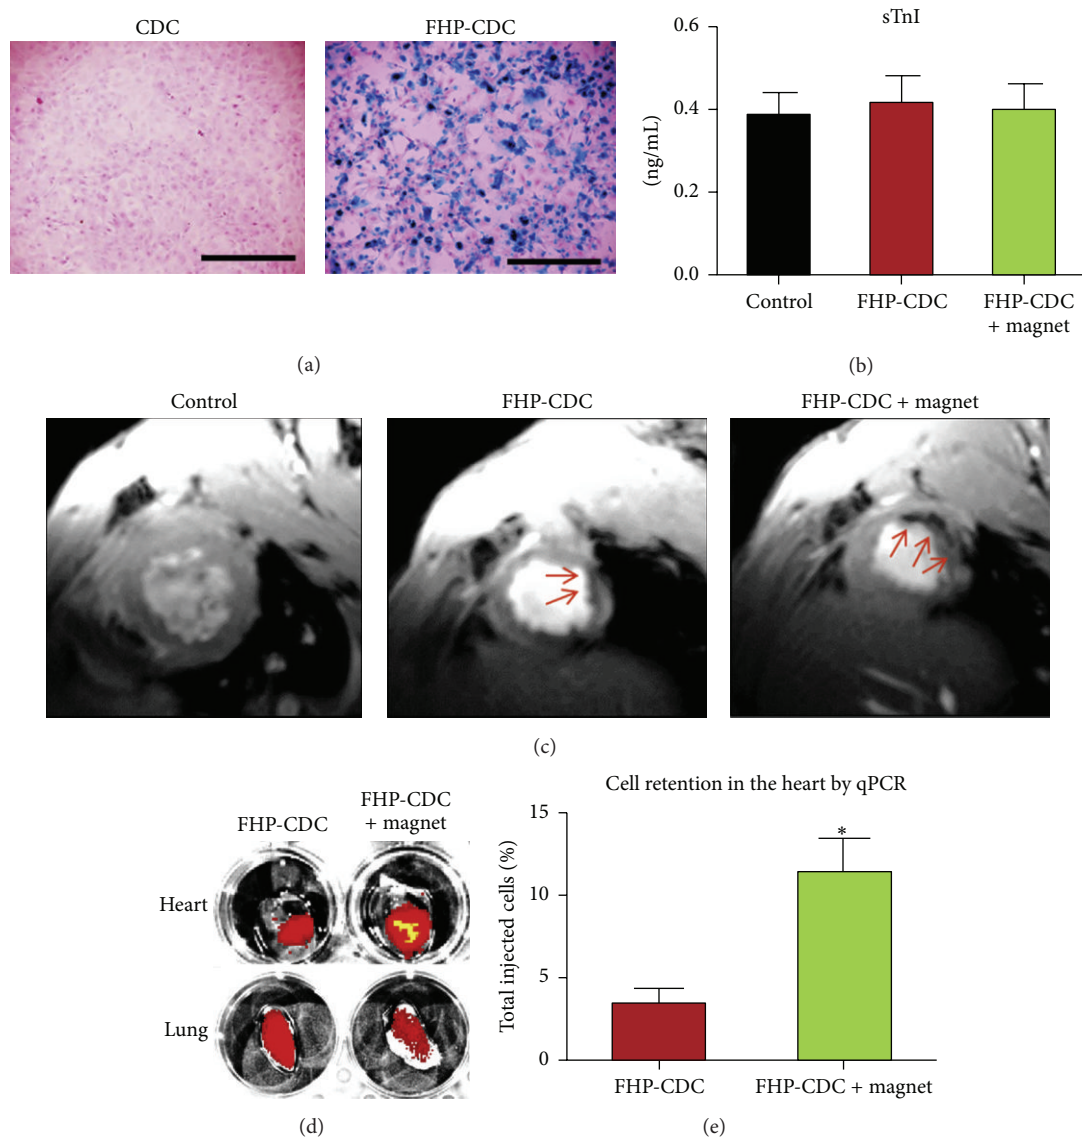 CDC
FHP-CDC
(a)
sTnI
(ng/mL)
0.6
0.4
0.2
0.0
Control
FHP-CDC
FHP-CDC
+ magnet
(b)
Control
FHP-CDC
FHP-CDC + magnet
(c)
FHP-CDC
FHP-CDC
+ magnet
Heart
Lung
(d)
Cell retention in the heart by qPCR
Total injected cells (%)
15
10
5
0
*
FHP-CDC
FHP-CDC + magnet
(e)